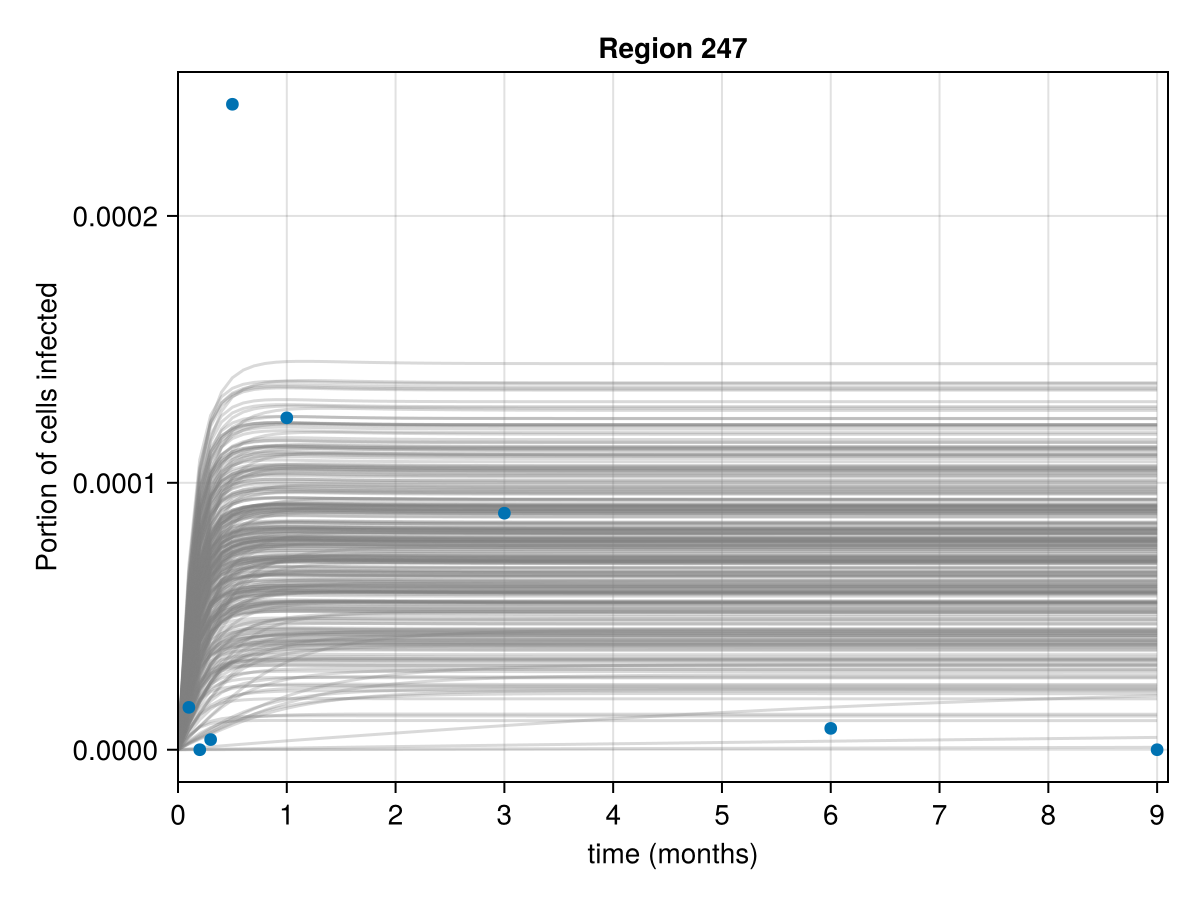 Region 247
Portion of cells infected
0.0002
0.0001
0.0000
0 1 2 3 4 5 6 7 8 9
time (months)